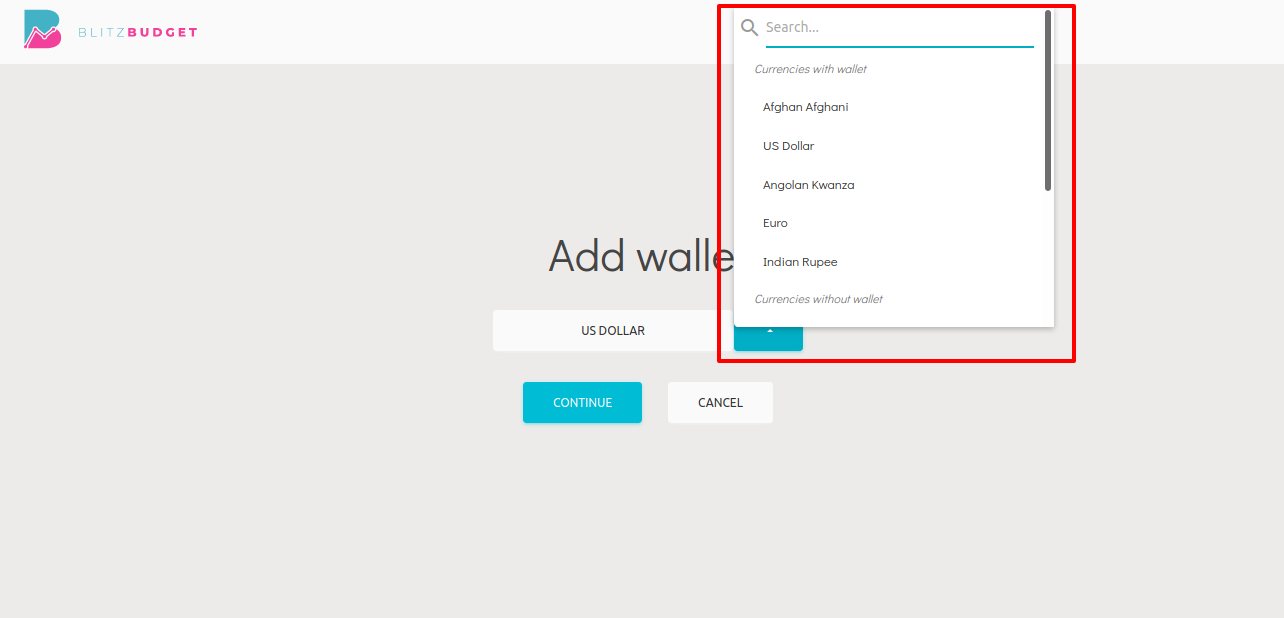 BLITZBUDGET
Search...
Currencies with wallet
Afghan Afghani
US Dollar
Angolan Kwanza
Euro
Indian Rupee
Currencies without wallet
Add walle
US DOLLAR
CONTINUE
CANCEL